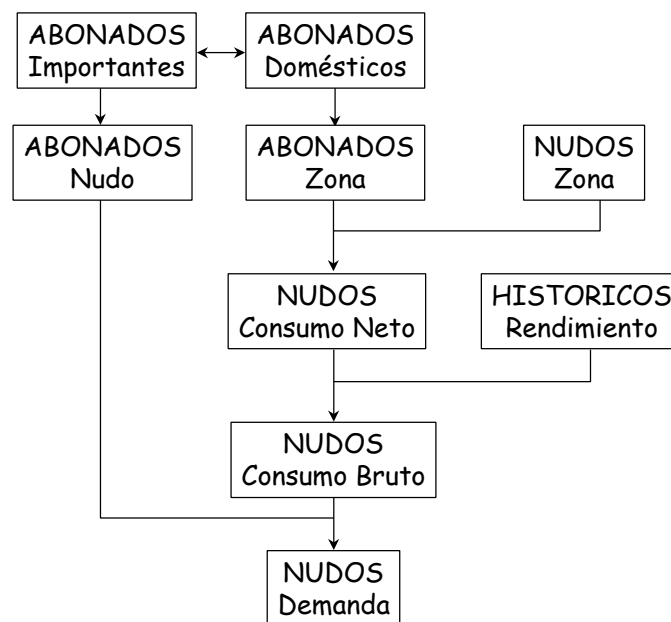 ABONADOS
Importantes
ABONADOS
Domésticos
ABONADOS
Nudo
ABONADOS
Zona
NUDOS
Zona
NUDOS
Consumo Neto
HISTORICOS
Rendimiento
NUDOS
Consumo Bruto
NUDOS
Demanda